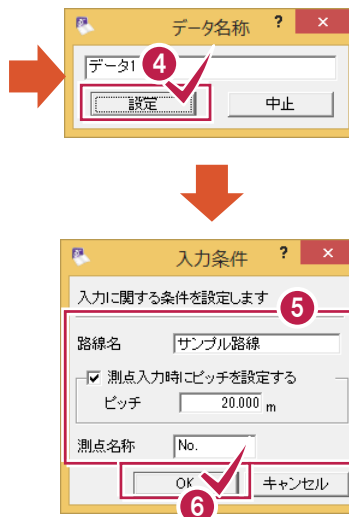 データ名称 ? ×
データ1
4
設定 中止
入力条件 ? ×
入力に関する条件を設定します
5
路線名 サンプル路線
測点入力時にピッチを設定する
ピッチ 20.000 m
測点名称 No.
OK キャンセル
6